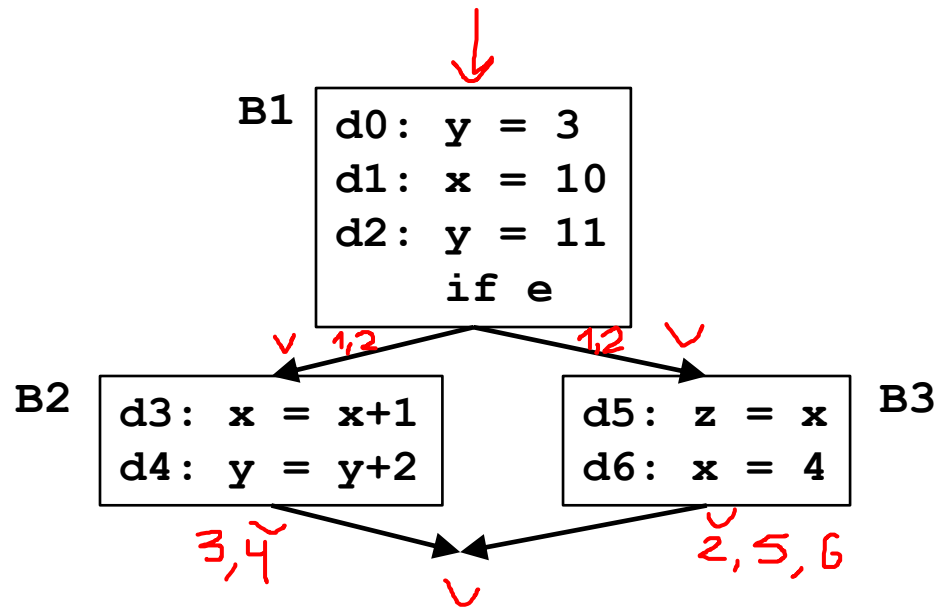 B1
d0: y = 3
d1: x = 10
d2: y = 11
if e
1,2
1,2
B2
d3: x = x+1
d4: y = y+2
d5: z = x
d6: x = 4
B3
3,4
2,5,6